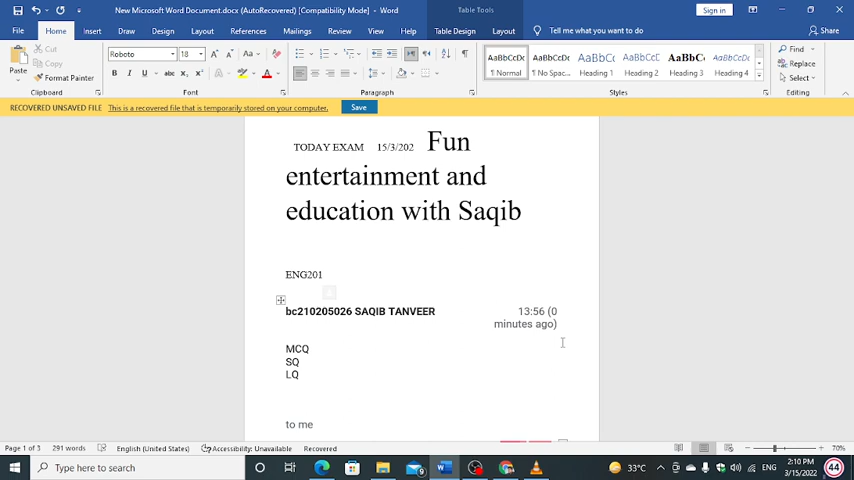 New Microsoft Word Document.docx (AutoRecovered) [Compatibility Mode] - Word
Table Tools
Sign in
File Home Insert Draw Design Layout References Mailings Review View Help Table Design Layout Tell me what you want to do Share
Paste
Cut
Copy
Format Painter
Clipboard
Roboto 18
Font
Paragraph
AaBbCcDc AaBbCcDc AaBbCc AaBbCcD AaBbCc AaBbCcD
¶ Normal ¶ No Spac... Heading 1 Heading 2 Heading 3 Heading 4
Styles
Find
Replace
Select
Editing
RECOVERED UNSAVED FILE This is a recovered file that is temporarily stored on your computer. Save
TODAY EXAM 15/3/202 Fun
entertainment and
education with Saqib
ENG201
bc210205026 SAQIB TANVEER 13:56 (0
minutes ago)
MCQ
SQ
LQ
to me
Page 1 of 3 291 words English (United States) Accessibility: Unavailable Recovered 70%
Type here to search
9
33°C
ENG
2:10 PM
3/15/2022
44